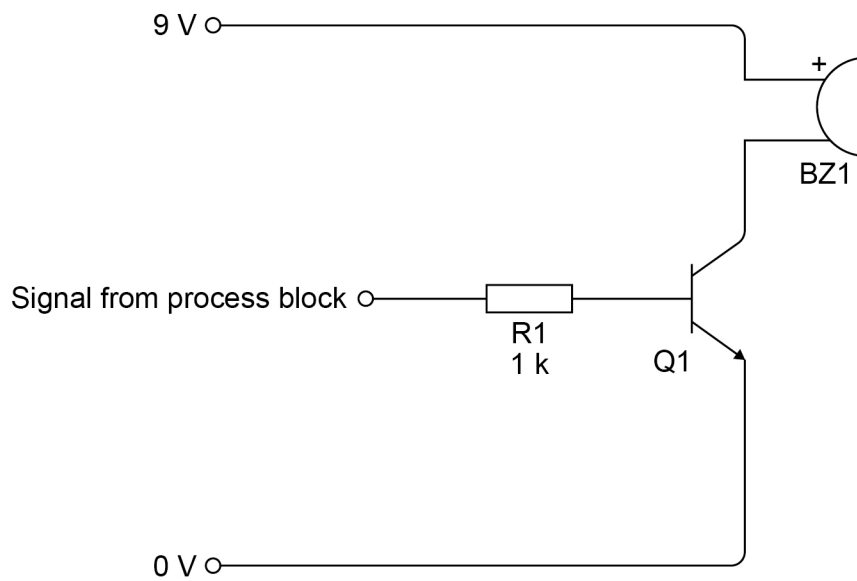 9 V
+
BZ1
Signal from process block
R1
1 k
Q1
0 V